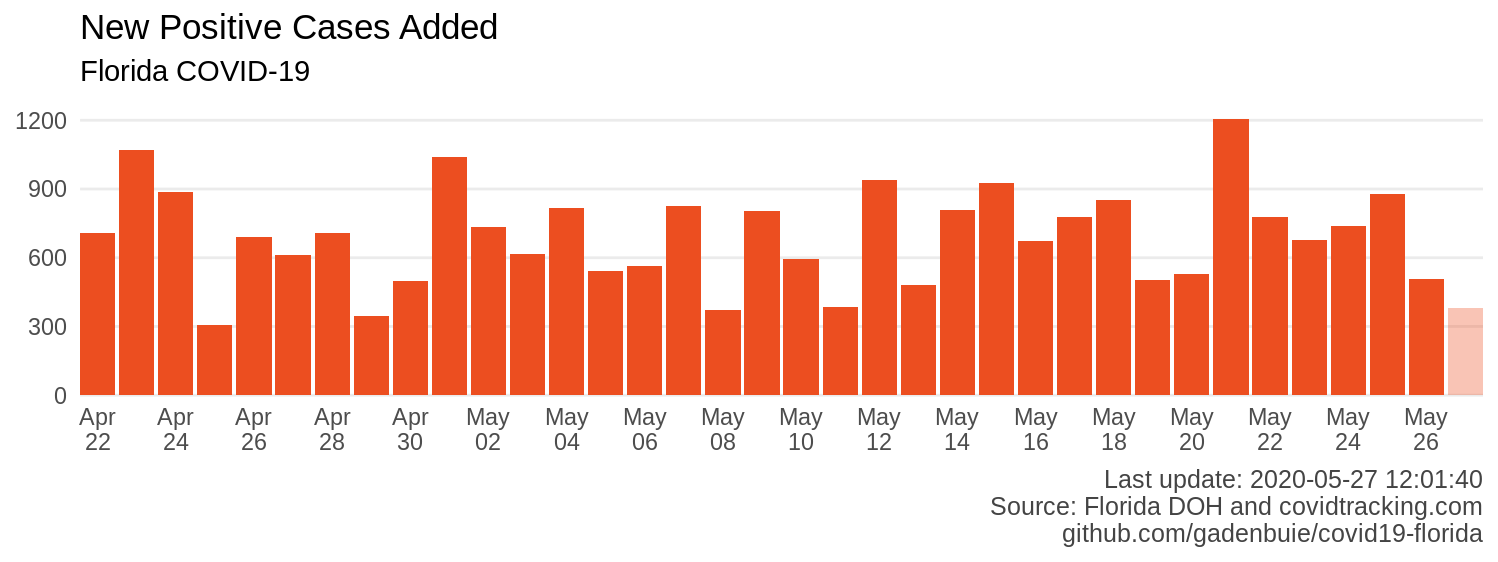 New Positive Cases Added
Florida COVID-19
1200
900
600
300
0
Apr Apr Apr Apr Apr May May May May May May May May May May May May May
22 24 26 28 30 02 04 06 08 10 12 14 16 18 20 22 24 26
Last update: 2020-05-27 12:01:40
Source: Florida DOH and covidtracking.com
github.com/gadenbuie/covid19-florida